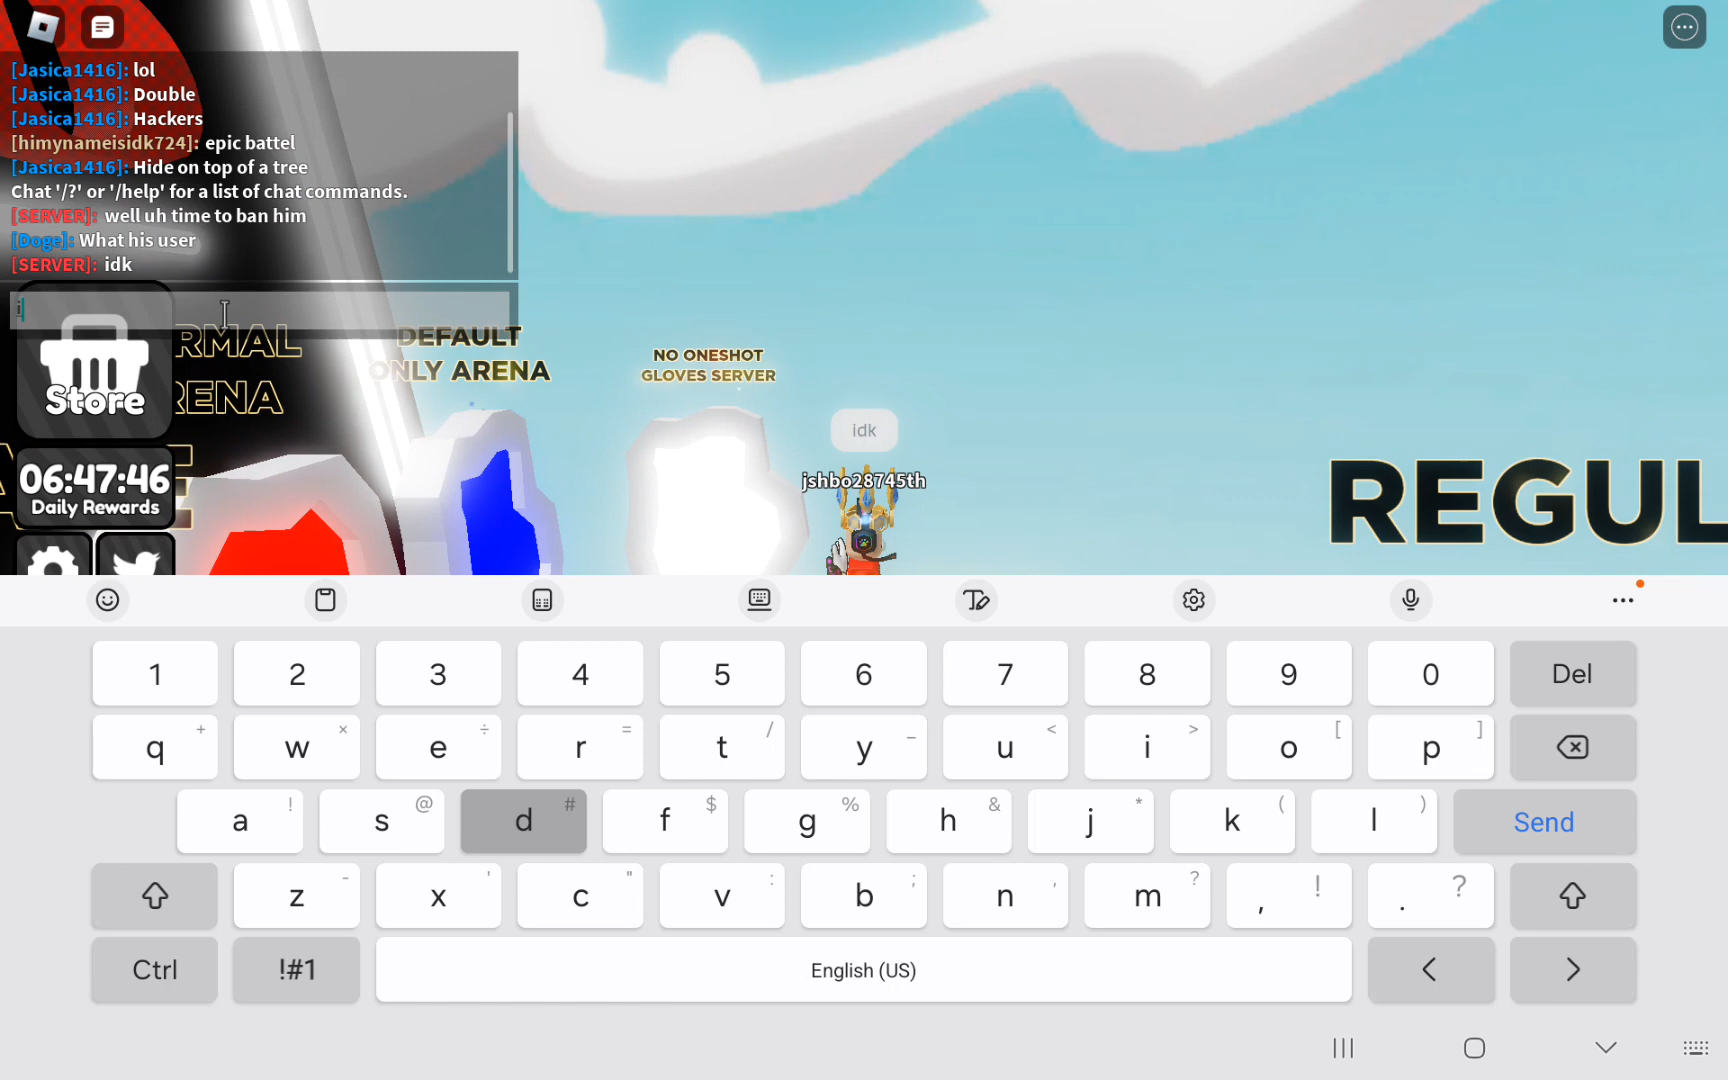 [Jasica1416]: lol
[Jasica1416]: Double
[Jasica1416]: Hackers
[himynameisidk724]: epic battel
[Jasica1416]: Hide on top of a tree
Chat '/?' or '/help' for a list of chat commands.
[SERVER]: well uh time to ban him
[Doge]: What his user
[SERVER]: idk
i
RMAL
RENA
DEFAULT
ONLY ARENA
NO ONESHOT
GLOVES SERVER
Store
idk
jshbo28745th
06:47:46
Daily Rewards
REGUL
1 2 3 4 5 6 7 8 9 0 Del
q + w × e ÷ r = t / y _ u < i > o [ p ]
a ! s @ d # f $ g % h & j * k ( l ) Send
z - x ' c " v : b ; n , m ? , ! . ?
Ctrl !#1 English (US) < >